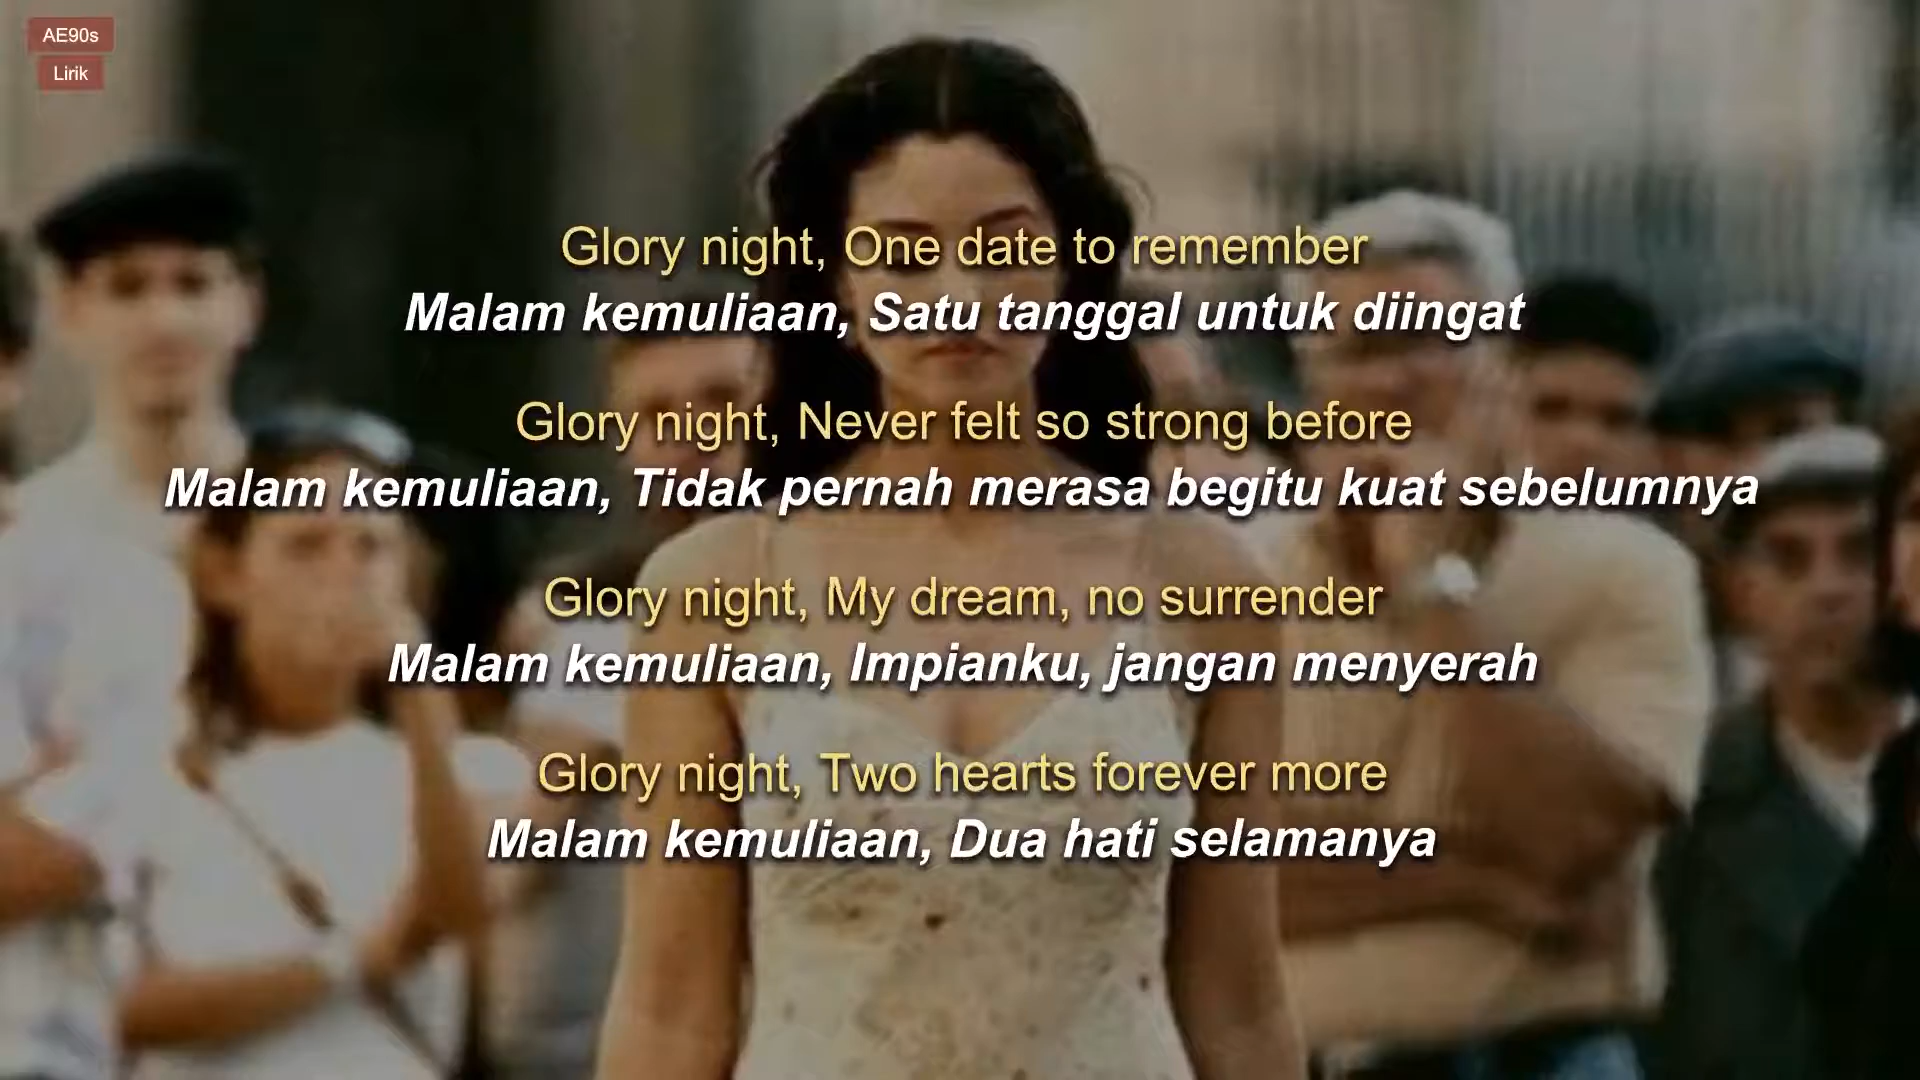 AE90s
Lirik
Glory night, One date to remember
Malam kemuliaan, Satu tanggal untuk diingat
Glory night, Never felt so strong before
Malam kemuliaan, Tidak pernah merasa begitu kuat sebelumnya
Glory night, My dream, no surrender
Malam kemuliaan, Impianku, jangan menyerah
Glory night, Two hearts forever more
Malam kemuliaan, Dua hati selamanya